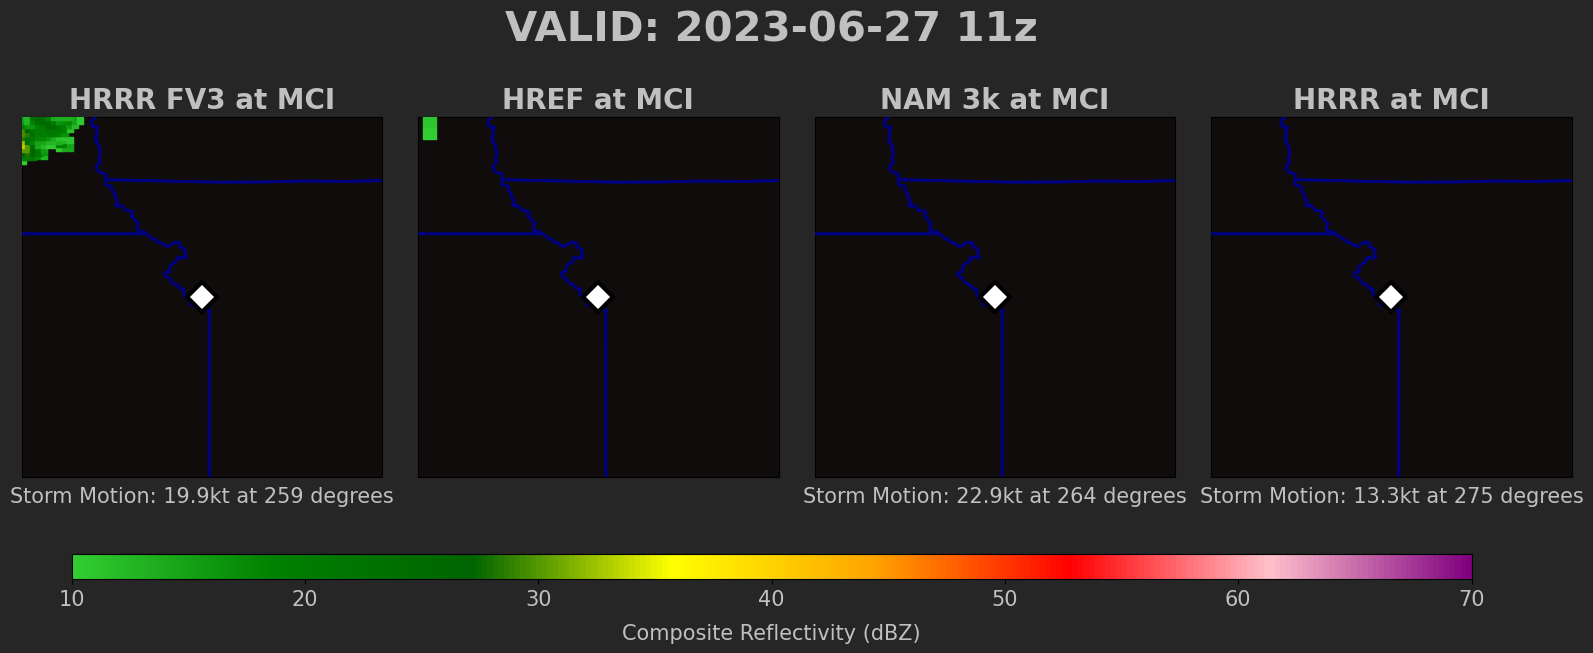 VALID: 2023-06-27 11z
HRRR FV3 at MCI
HREF at MCI
NAM 3k at MCI
HRRR at MCI
Storm Motion: 19.9kt at 259 degrees
Storm Motion: 22.9kt at 264 degrees
Storm Motion: 13.3kt at 275 degrees
10 20 30 40 50 60 70
Composite Reflectivity (dBZ)